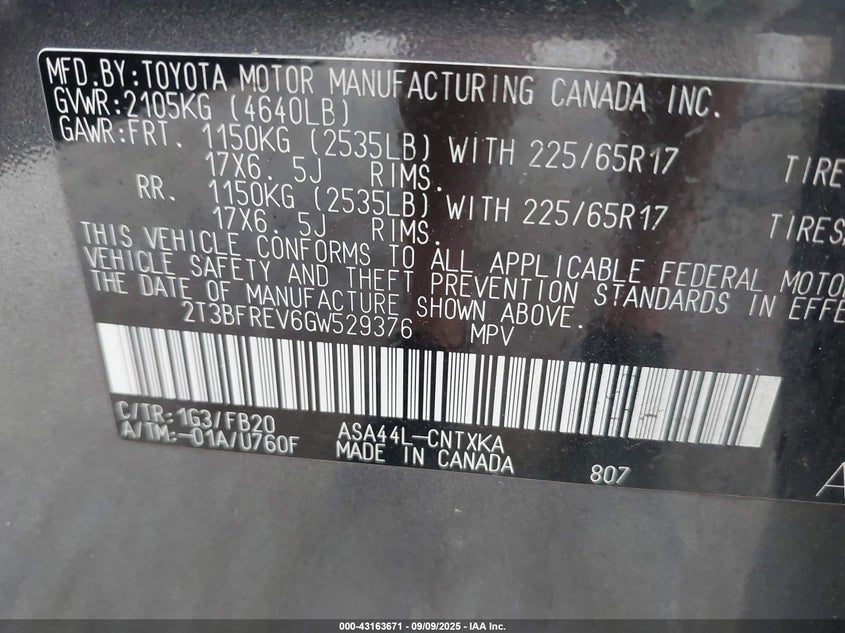 MFD.BY:TOYOTA MOTOR MANUFACTURING CANADA INC.
GVWR:2105KG (4640LB)
GAWR:FRT. 1150KG (2535LB) WITH 225/65R17 TIRE
17X6. 5J RIMS.
RR. 1150KG (2535LB) WITH 225/65R17 TIRES
17X6. 5J RIMS.
THIS VEHICLE CONFORMS TO ALL APPLICABLE FEDERAL MOTO
VEHICLE SAFETY AND THEFT PREVENTION STANDARDS IN EFFE
THE DATE OF MANUFACTURE SHOWN ABOVE.
2T3BFREV6GW529376 MPV
C/TR:1G3/FB20 ASA44L-CNTXKA
A/TM:-01A/U760F MADE IN CANADA 807
A
000-43163671 - 09/09/2025 - IAA Inc.